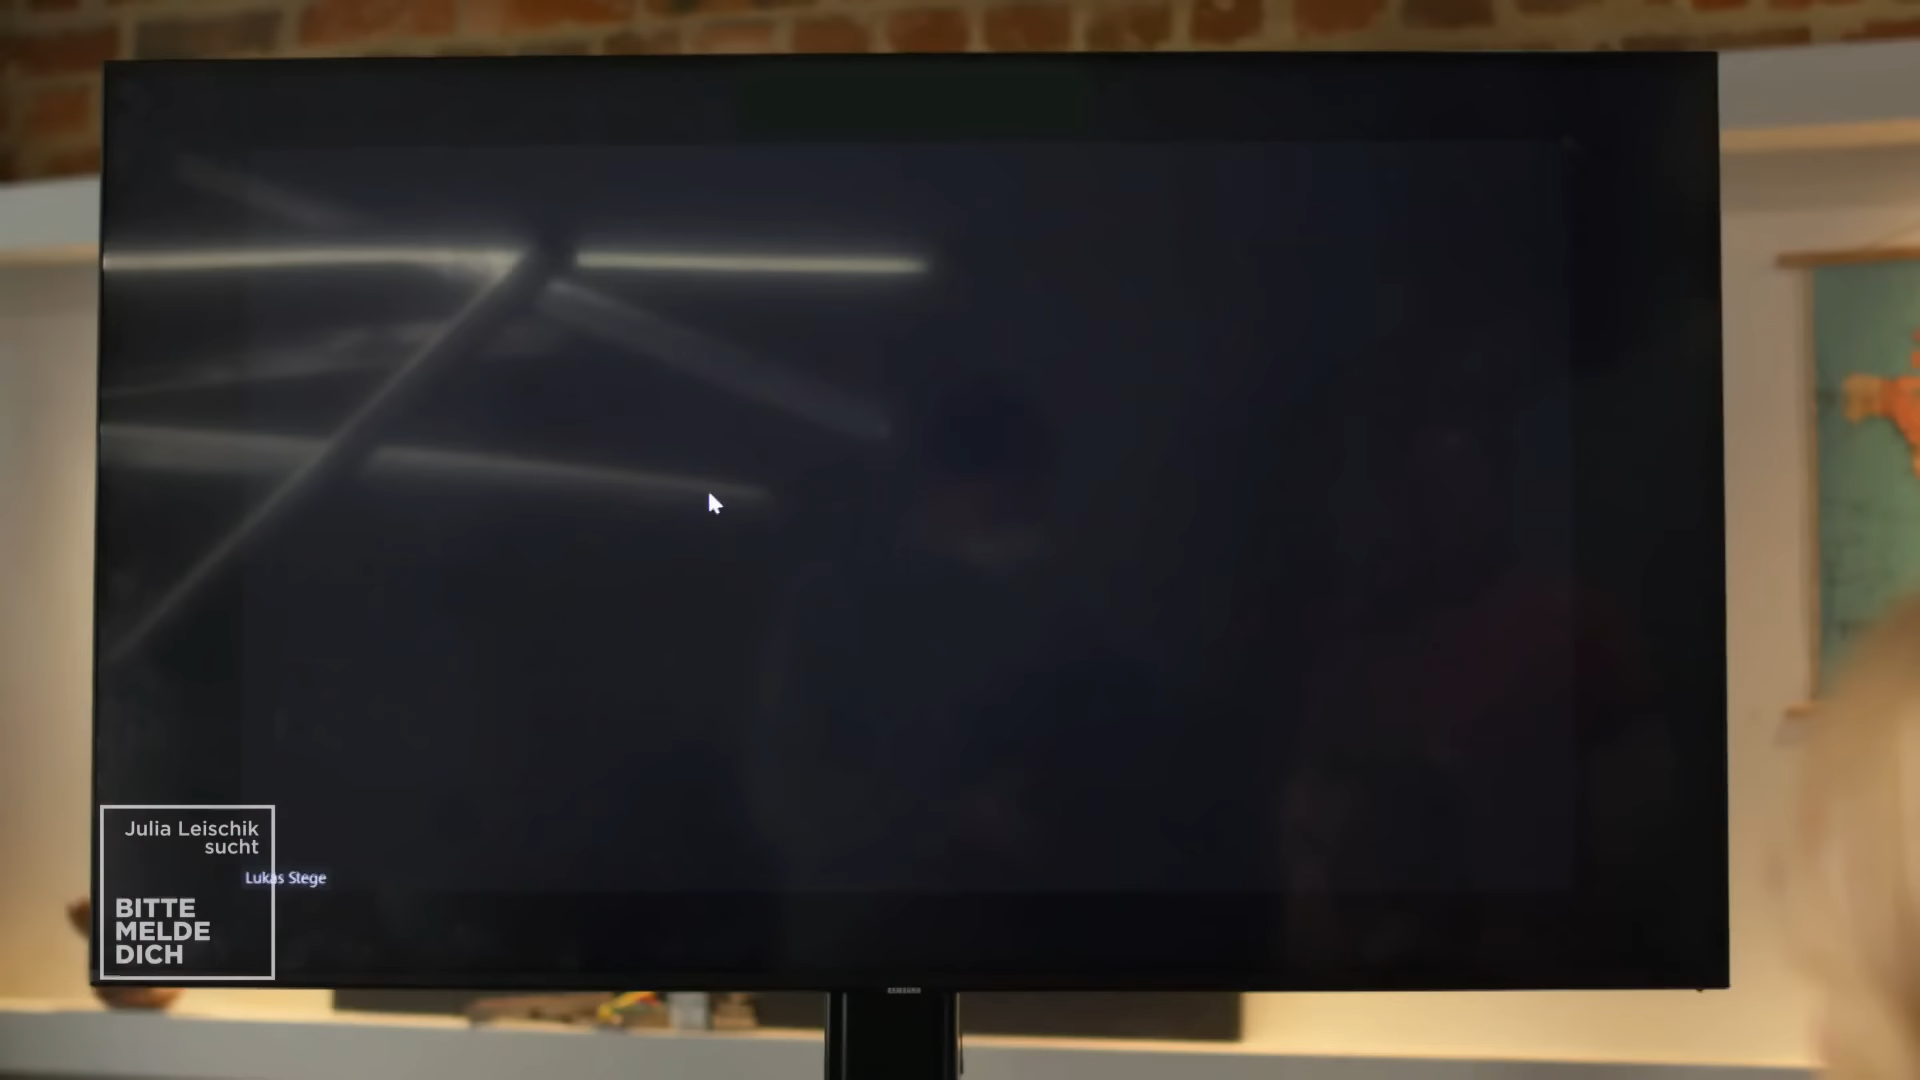 Julia Leischik
sucht
Lukas Stege
BITTE
MELDE
DICH